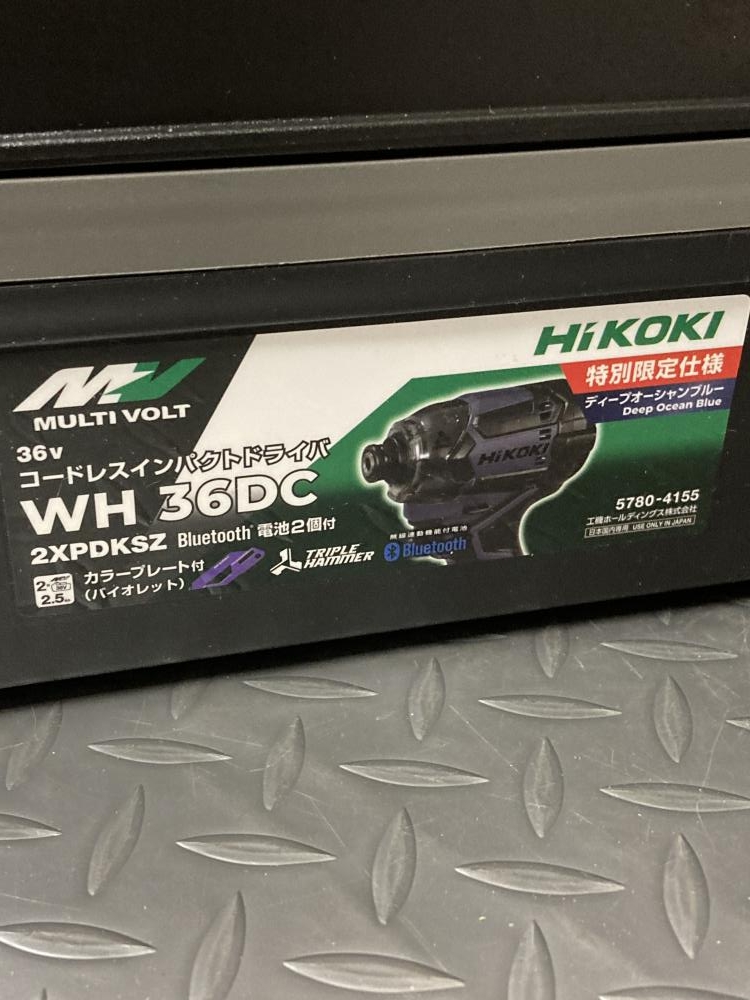 HiKOKI
特別限定仕様
ディープオーシャンブルー
Deep Ocean Blue
MV
MULTI VOLT
36V
コードレスインパクトドライバ
WH 36DC
2XPDKSZ Bluetooth 電池2個付
カラープレート付
(バイオレット)
TRIPLE
HAMMER
無線連動機能付電池
Bluetooth
HiKOKI
5780-4155
工機ホールディングス株式会社
日本国内専用 USE ONLY IN JAPAN
2×
2.5